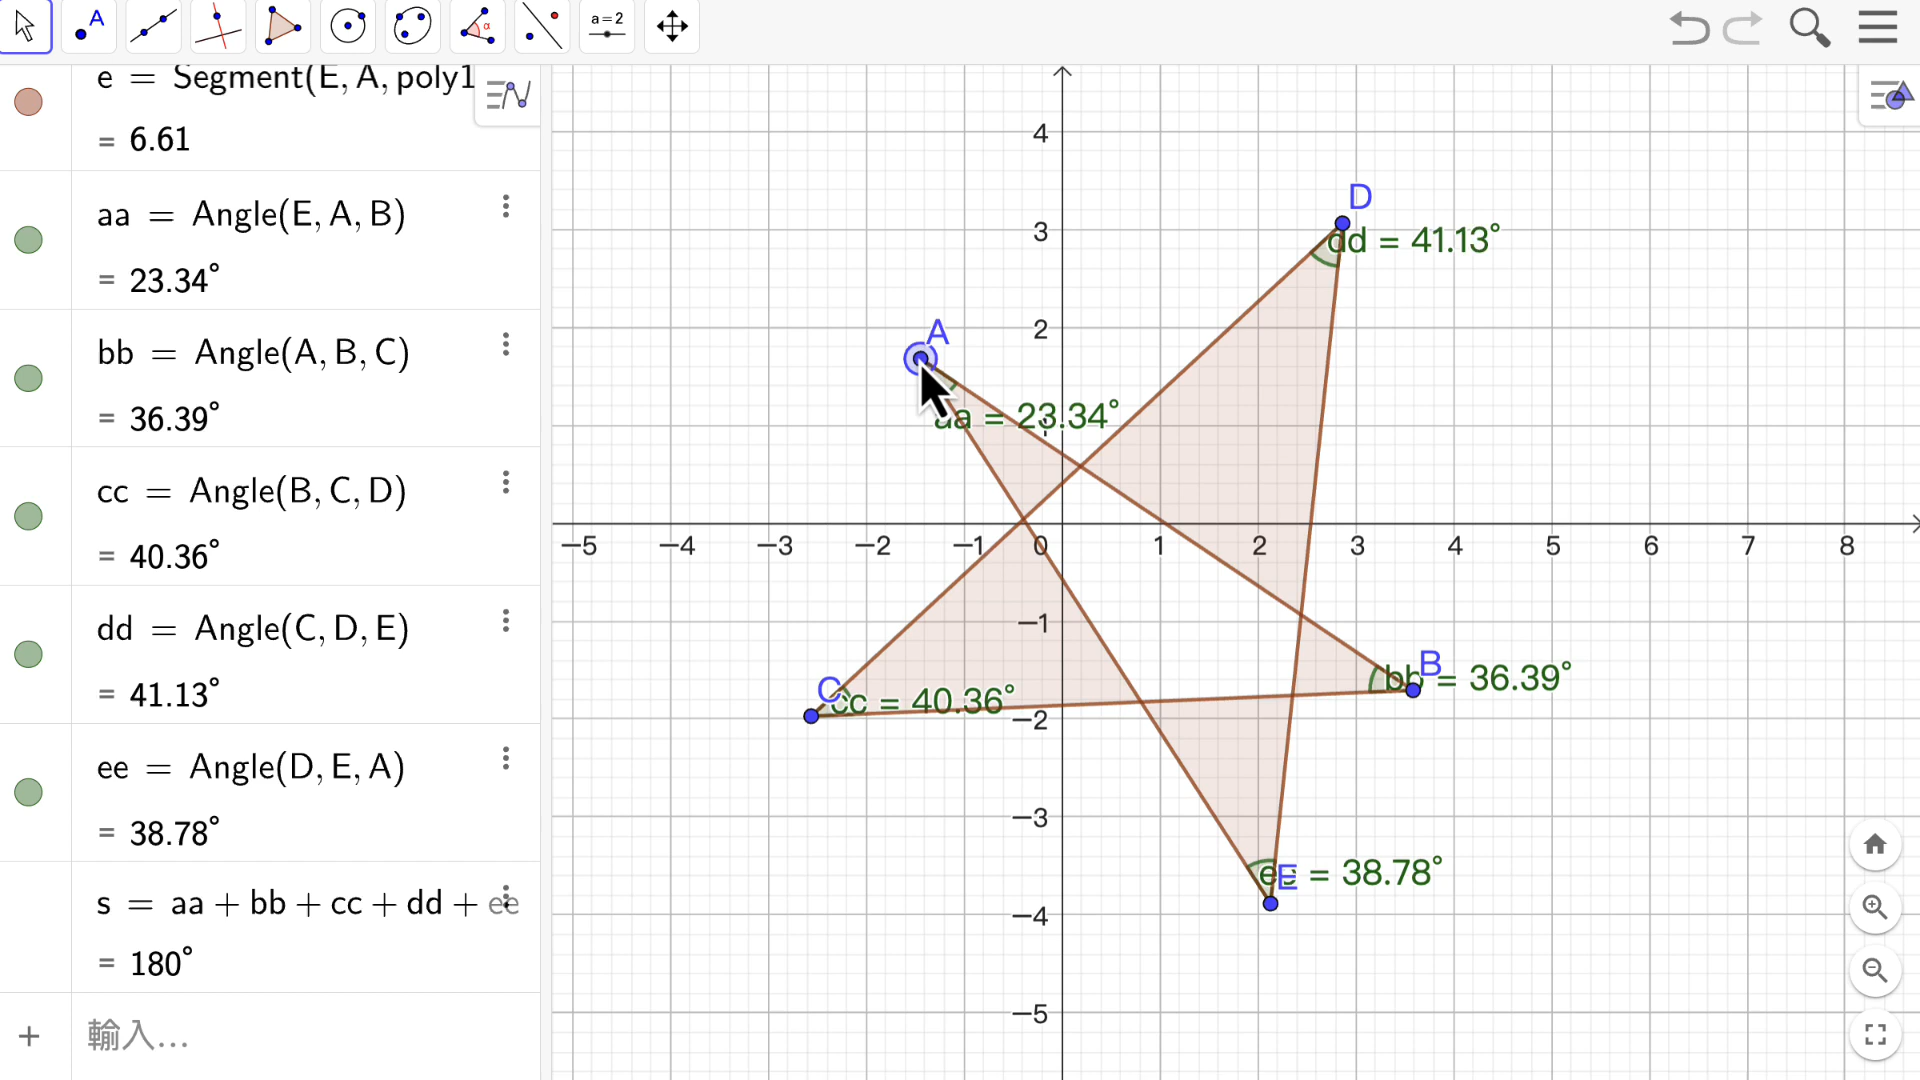 A
α
a=2
e = Segment(E, A, poly1
= 6.61
aa = Angle(E, A, B)
= 23.34°
bb = Angle(A, B, C)
= 36.39°
cc = Angle(B, C, D)
= 40.36°
dd = Angle(C, D, E)
= 41.13°
ee = Angle(D, E, A)
= 38.78°
s = aa + bb + cc + dd + ee
= 180°
+ 輸入…
4
D
3
dd = 41.13°
2
A
aa = 23.34°
−5 −4 −3 −2 −1 0 1 2 3 4 5 6 7 8
−1
B
bb = 36.39°
C
cc = 40.36°
−2
−3
E
= 38.78°
−4
−5